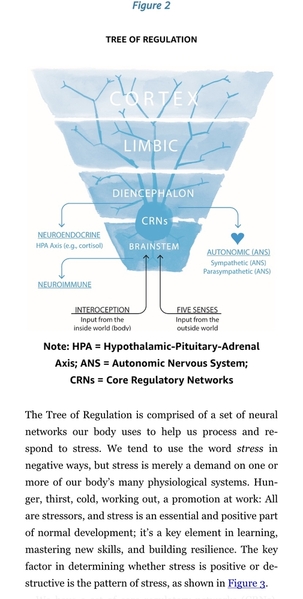 Figure 2
TREE OF REGULATION
CORTEX
LIMBIC
DIENCEPHALON
CRNs
BRAINSTEM
NEUROENDOCRINE
HPA Axis (e.g., cortisol)
NEUROIMMUNE
AUTONOMIC (ANS)
Sympathetic (ANS)
Parasympathetic (ANS)
INTEROCEPTION
Input from the
inside world (body)
FIVE SENSES
Input from the
outside world
Note: HPA = Hypothalamic-Pituitary-Adrenal
Axis; ANS = Autonomic Nervous System;
CRNs = Core Regulatory Networks
The Tree of Regulation is comprised of a set of neural
networks our body uses to help us process and re-
spond to stress. We tend to use the word stress in
negative ways, but stress is merely a demand on one or
more of our body's many physiological systems. Hun-
ger, thirst, cold, working out, a promotion at work: All
are stressors, and stress is an essential and positive part
of normal development; it's a key element in learning,
mastering new skills, and building resilience. The key
factor in determining whether stress is positive or de-
structive is the pattern of stress, as shown in Figure 3.